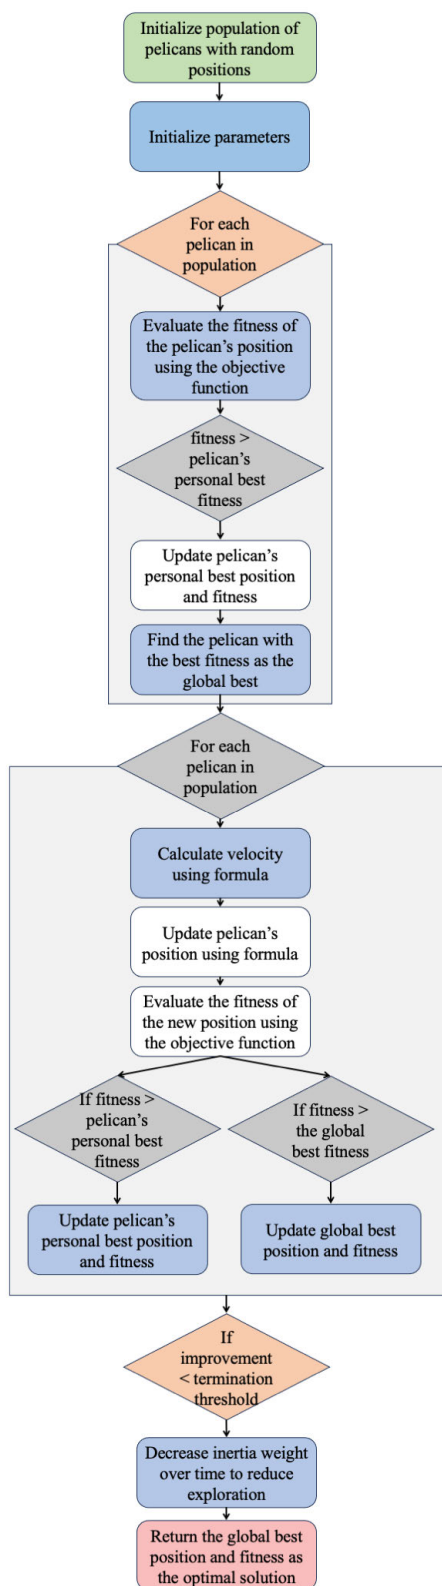 Initialize population of
pelicans with random
positions
Initialize parameters
For each
pelican in
population
Evaluate the fitness of
the pelican’s position
using the objective
function
fitness >
pelican’s
personal best
fitness
Update pelican’s
personal best position
and fitness
Find the pelican with
the best fitness as the
global best
For each
pelican in
population
Calculate velocity
using formula
Update pelican’s
position using formula
Evaluate the fitness of
the new position using
the objective function
If fitness >
pelican’s
personal best
fitness
If fitness >
the global
best fitness
Update pelican’s
personal best position
and fitness
Update global best
position and fitness
If
improvement
< termination
threshold
Decrease inertia weight
over time to reduce
exploration
Return the global best
position and fitness as
the optimal solution